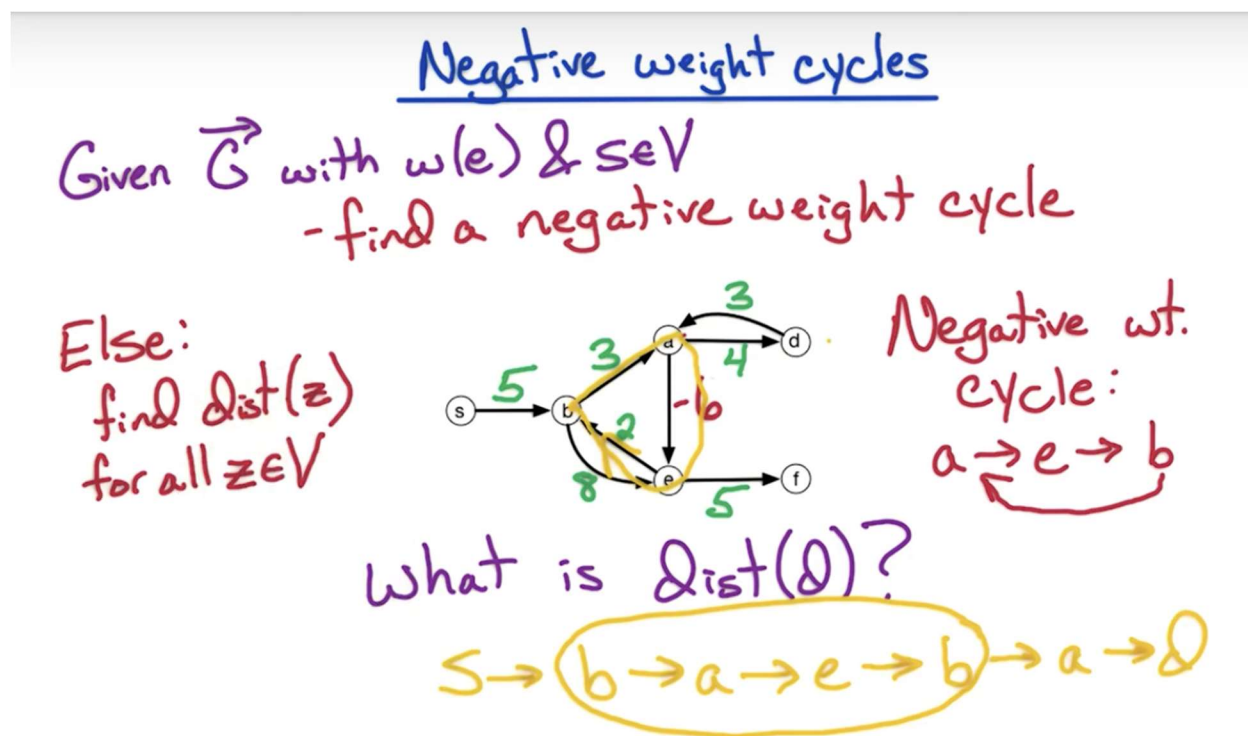 Negative weight cycles
Given G⃗ with w(e) & s∈V
- find a negative weight cycle
Else:
find dist(z)
for all z∈V
3
a
4
d
3
-6
s
5
b
2
8
e
5
f
Negative wt.
cycle:
a → e → b
What is dist(d)?
S → b → a → e → b → a → d